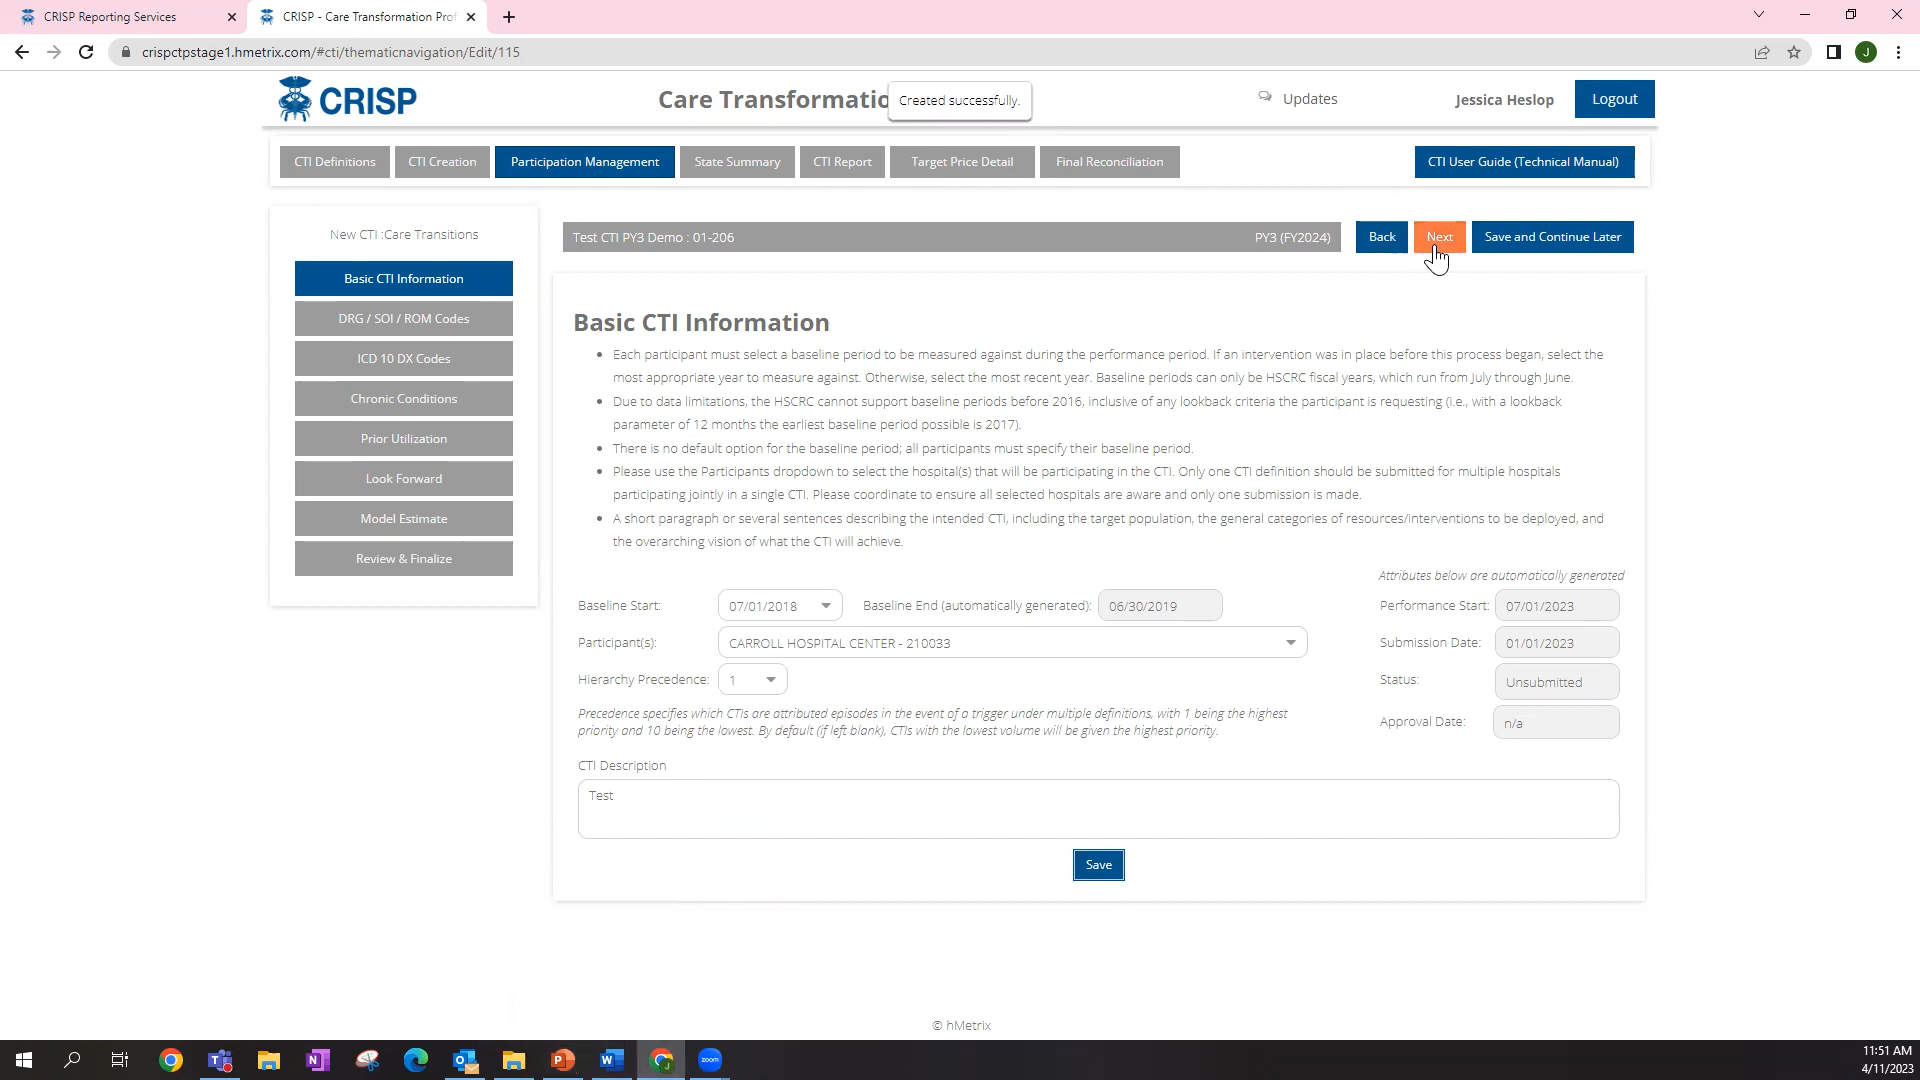 CRISP Reporting Services
CRISP - Care Transformation Prof
crispctpstage1.hmetrix.com/#cti/thematicnavigation/Edit/115
J
CRISP
Care Transformatio
Created successfully.
Updates
Jessica Heslop
Logout
CTI Definitions
CTI Creation
Participation Management
State Summary
CTI Report
Target Price Detail
Final Reconciliation
CTI User Guide (Technical Manual)
New CTI :Care Transitions
Basic CTI Information
DRG / SOI / ROM Codes
ICD 10 DX Codes
Chronic Conditions
Prior Utilization
Look Forward
Model Estimate
Review & Finalize
Test CTI PY3 Demo : 01-206
PY3 (FY2024)
Back
Next
Save and Continue Later
Basic CTI Information
Each participant must select a baseline period to be measured against during the performance period. If an intervention was in place before this process began, select the
most appropriate year to measure against. Otherwise, select the most recent year. Baseline periods can only be HSCRC fiscal years, which run from July through June.
Due to data limitations, the HSCRC cannot support baseline periods before 2016, inclusive of any lookback criteria the participant is requesting (i.e., with a lookback
parameter of 12 months the earliest baseline period possible is 2017).
There is no default option for the baseline period; all participants must specify their baseline period.
Please use the Participants dropdown to select the hospital(s) that will be participating in the CTI. Only one CTI definition should be submitted for multiple hospitals
participating jointly in a single CTI. Please coordinate to ensure all selected hospitals are aware and only one submission is made.
A short paragraph or several sentences describing the intended CTI, including the target population, the general categories of resources/interventions to be deployed, and
the overarching vision of what the CTI will achieve.
Attributes below are automatically generated
Baseline Start:
07/01/2018
Baseline End (automatically generated):
06/30/2019
Performance Start:
07/01/2023
Participant(s):
CARROLL HOSPITAL CENTER - 210033
Submission Date:
01/01/2023
Hierarchy Precedence:
1
Status:
Unsubmitted
Precedence specifies which CTIs are attributed episodes in the event of a trigger under multiple definitions, with 1 being the highest
priority and 10 being the lowest. By default (if left blank), CTIs with the lowest volume will be given the highest priority.
Approval Date:
n/a
CTI Description
Test
Save
© hMetrix
zoom
11:51 AM
4/11/2023